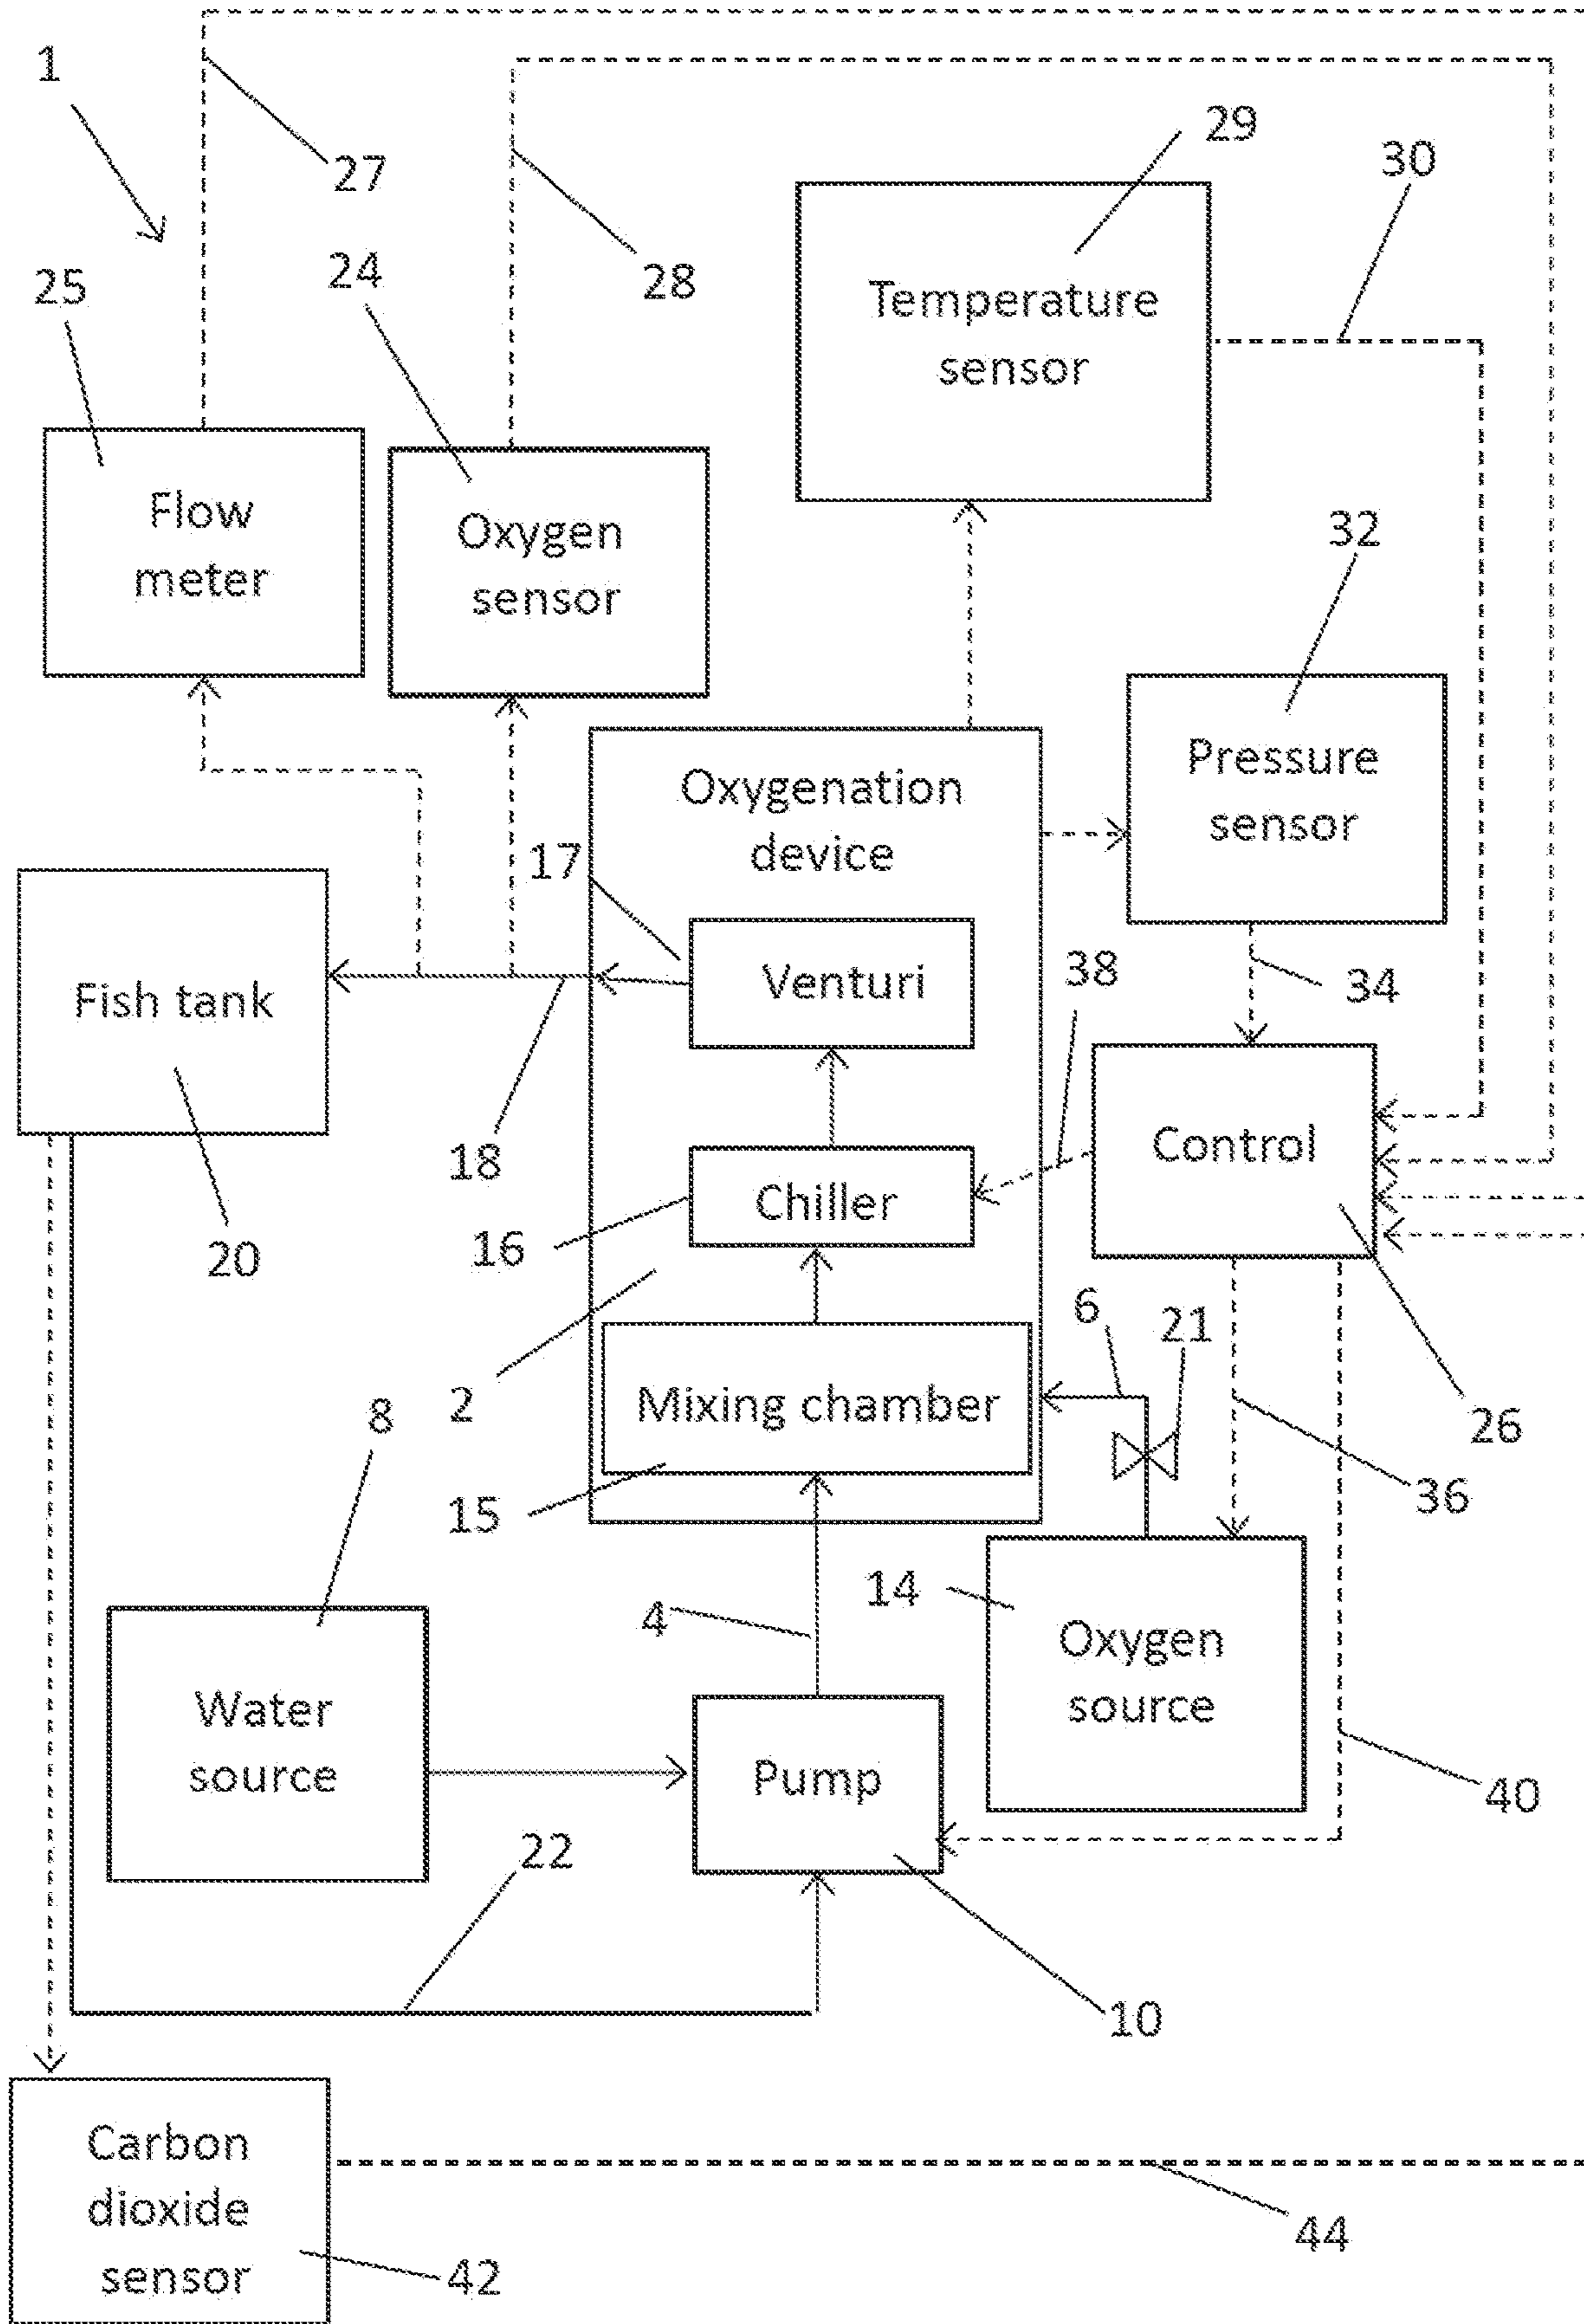 1
27
29
30
25
24
28
Temperature
sensor
Flow
meter
Oxygen
sensor
32
Pressure
sensor
Oxygenation
device
17
Fish tank
Venturi
38
34
18
Control
20
16
Chiller
2
6
21
8
Mixing chamber
26
15
36
14
4
Oxygen
source
Water
source
Pump
40
22
10
Carbon
dioxide
sensor
42
44